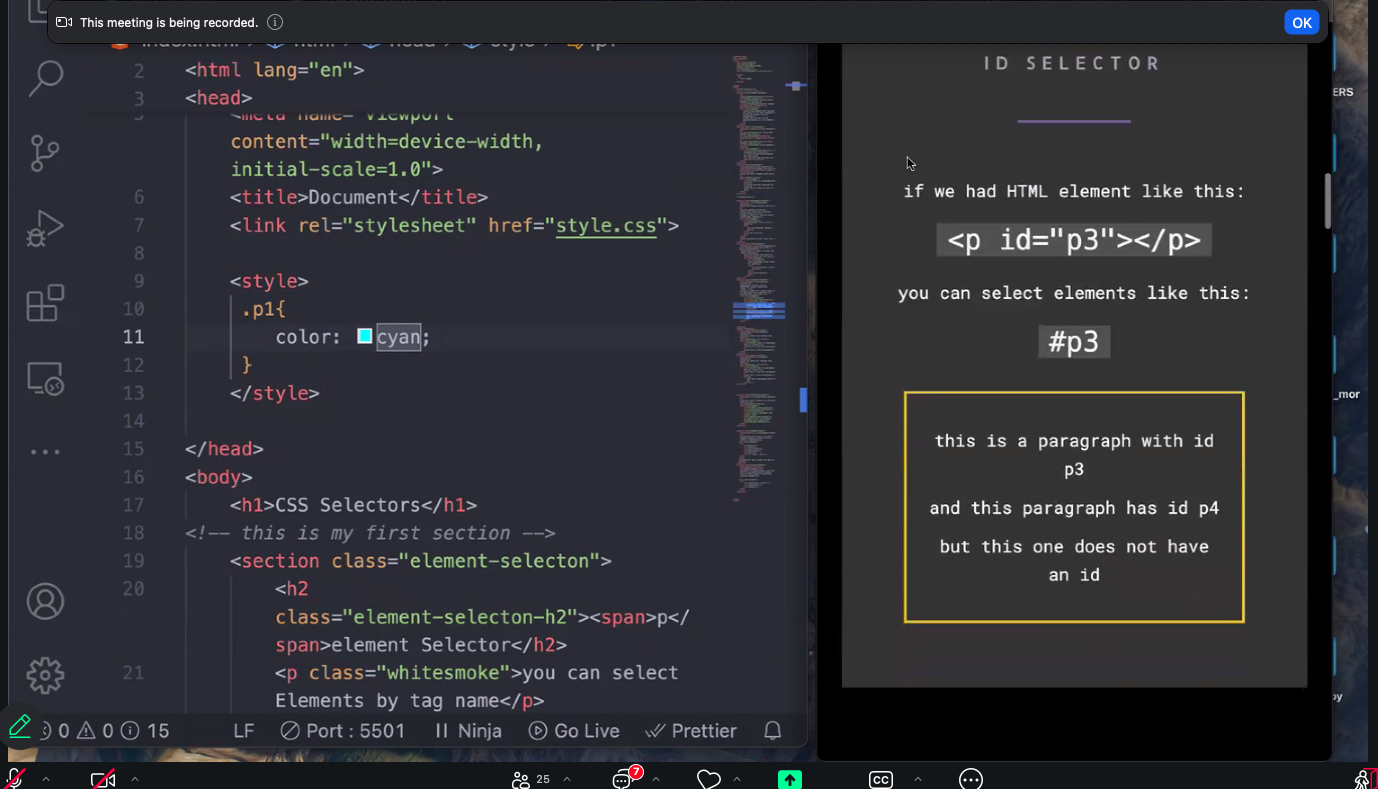 This meeting is being recorded.
OK
2 <html lang="en">
3 <head>
content="width=device-width,
initial-scale=1.0">
6 <title>Document</title>
7 <link rel="stylesheet" href="style.css">
8
9 <style>
10 .p1{
11 color: cyan;
12 }
13 </style>
14
15 </head>
16 <body>
17 <h1>CSS Selectors</h1>
18 <!-- this is my first section -->
19 <section class="element-selecton">
20 <h2
class="element-selecton-h2"><span>p</
span>element Selector</h2>
21 <p class="whitesmoke">you can select
Elements by tag name</p>
0 0 15 LF Port : 5501 Ninja Go Live Prettier
ID SELECTOR
if we had HTML element like this:
<p id="p3"></p>
you can select elements like this:
#p3
this is a paragraph with id
p3
and this paragraph has id p4
but this one does not have
an id
ERS
_mor
py
25 7 CC